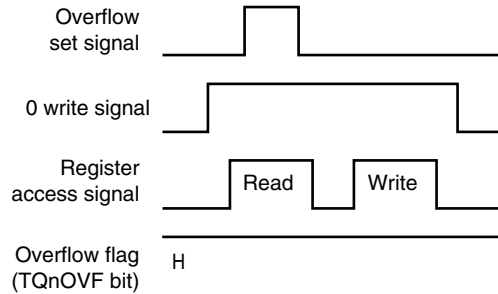 Overflow
set signal
0 write signal
Register
access signal
Read
Write
Overflow flag
(TQnOVF bit)
H